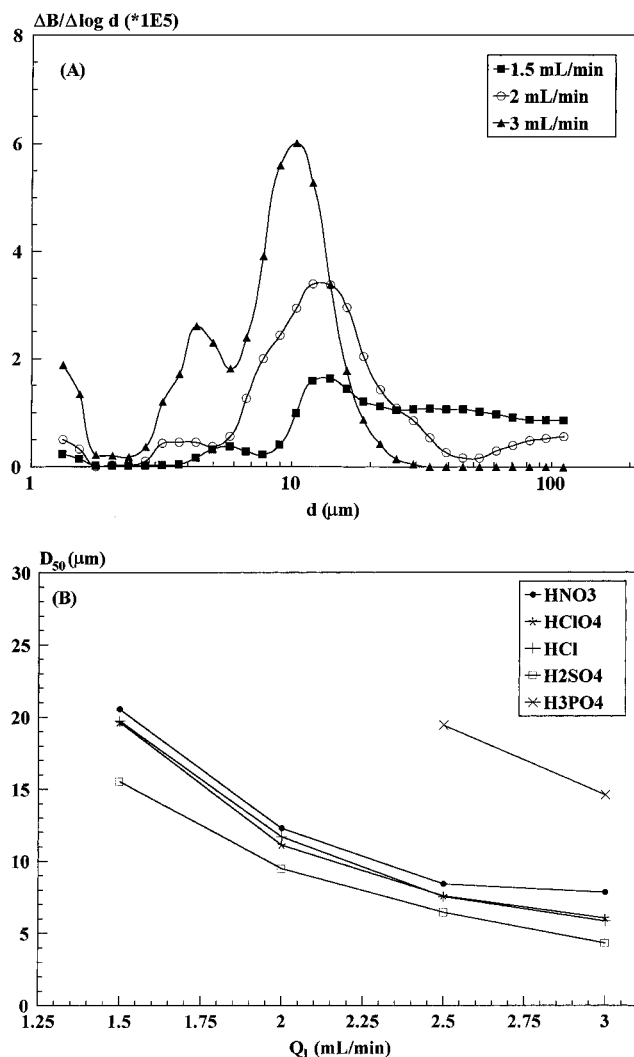 ΔB/Δlog d (*1E5)
(A)
1.5 mL/min
2 mL/min
3 mL/min
8
6
4
2
0
1
10
100
d (μm)
D50 (μm)
(B)
HNO3
HClO4
HCl
H2SO4
H3PO4
30
25
20
15
10
5
0
1.25 1.5 1.75 2 2.25 2.5 2.75 3
Ql (mL/min)